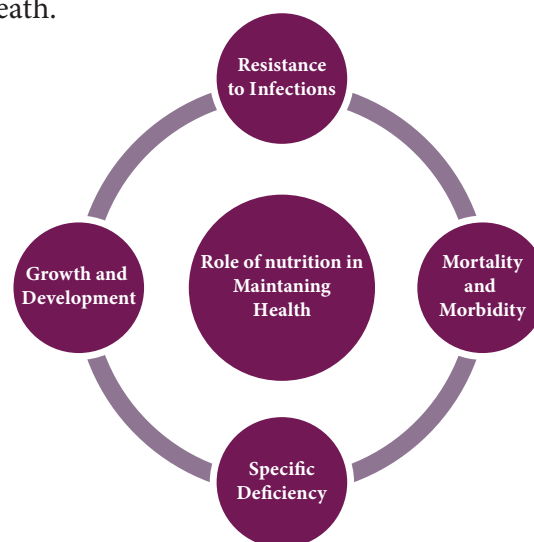 eath.
Resistance
to Infections
Growth and
Development
Role of nutrition in
Maintaning
Health
Mortality
and
Morbidity
Specific
Deficiency